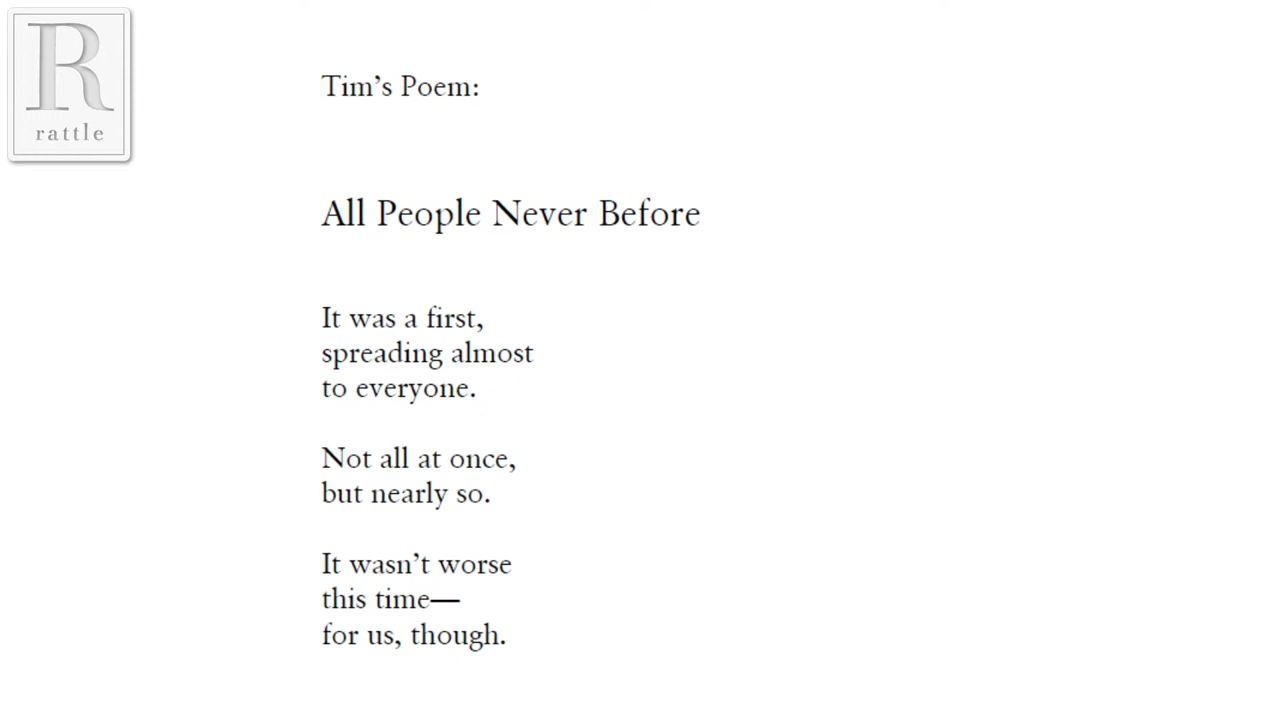 R
rattle
Tim’s Poem:
All People Never Before
It was a first,
spreading almost
to everyone.
Not all at once,
but nearly so.
It wasn’t worse
this time—
for us, though.